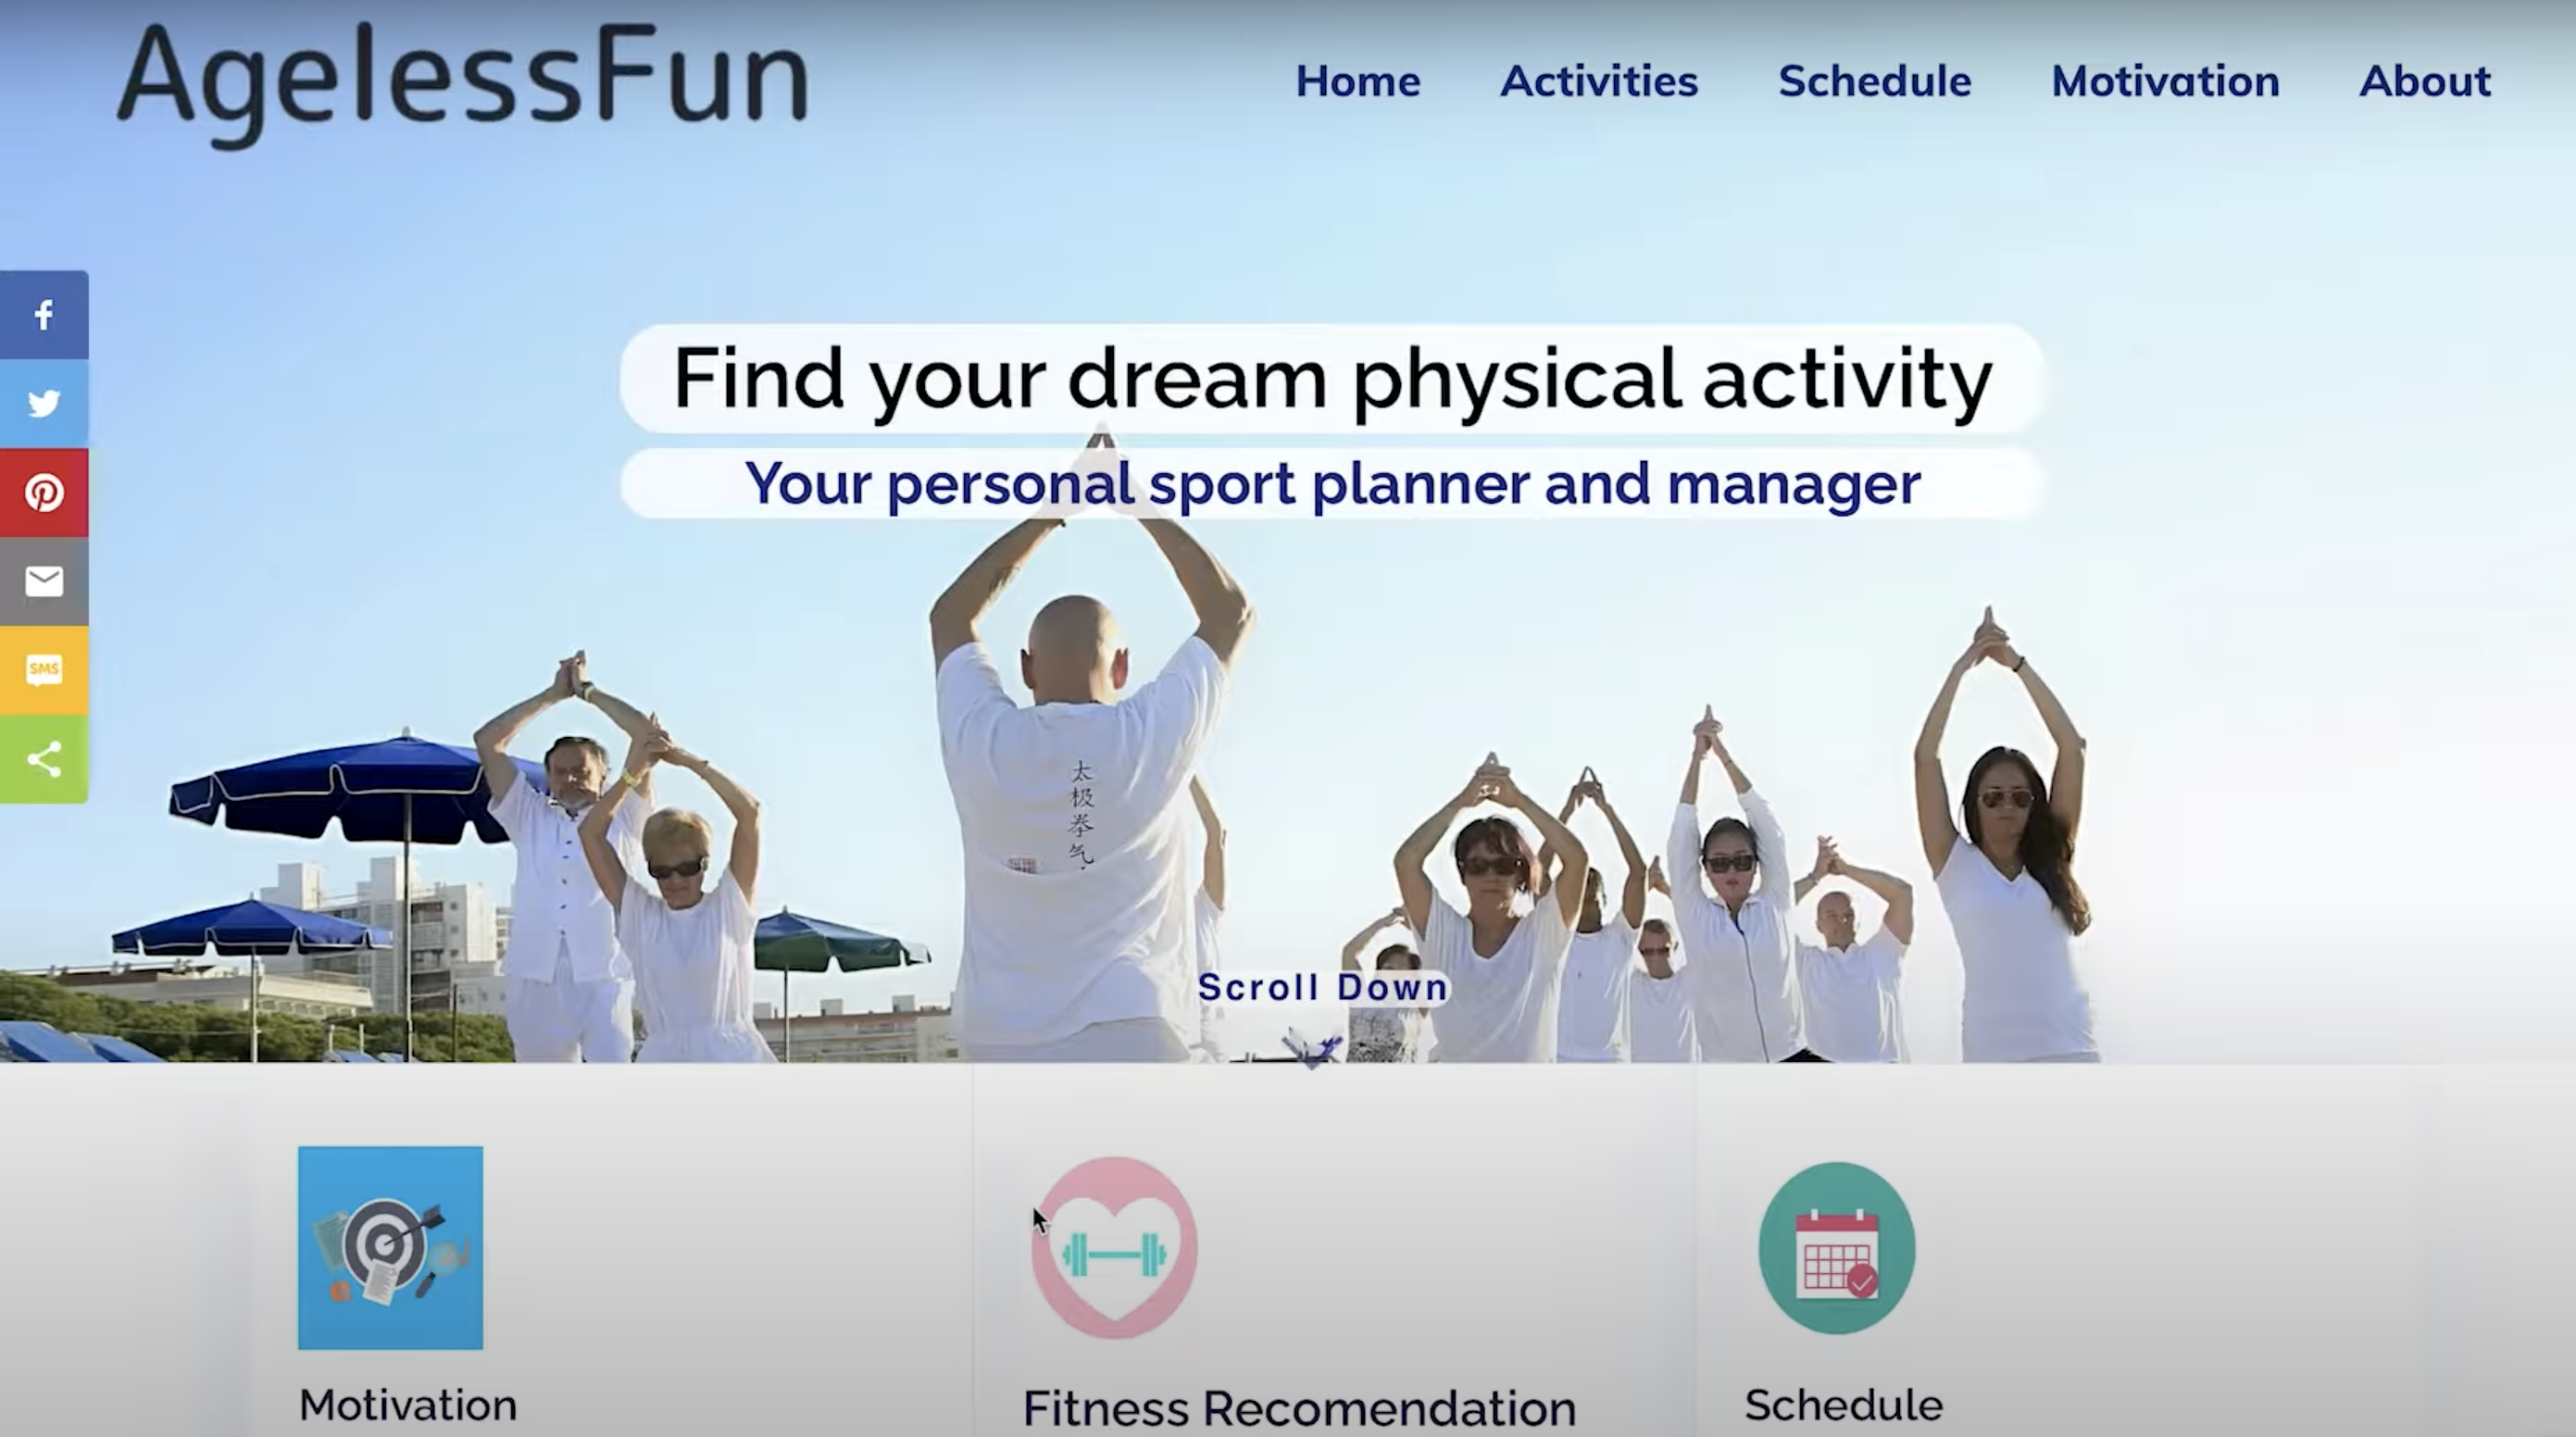 AgelessFun
Home Activities Schedule Motivation About
Find your dream physical activity
Your personal sport planner and manager
SMS
太
极
拳
气
Scroll Down
Motivation
Fitness Recomendation
Schedule